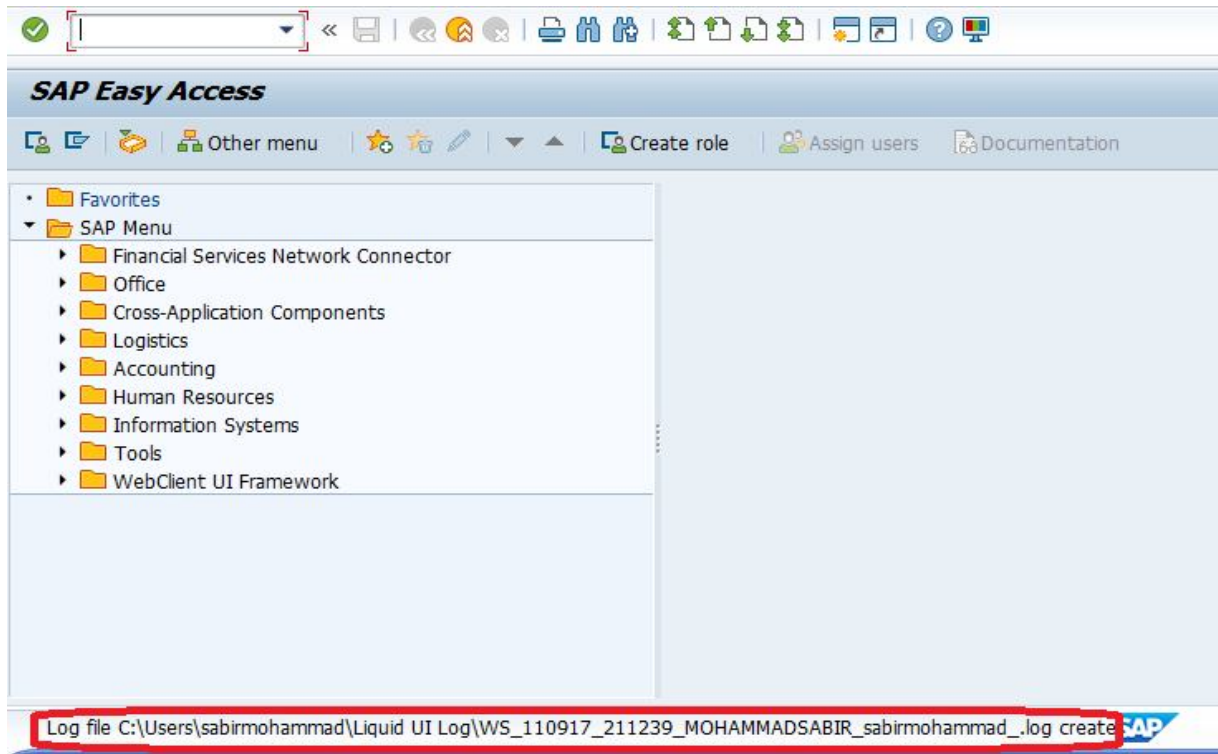 SAP Easy Access
Other menu Create role Assign users Documentation
Favorites
SAP Menu
Financial Services Network Connector
Office
Cross-Application Components
Logistics
Accounting
Human Resources
Information Systems
Tools
WebClient UI Framework
Log file C:\Users\sabirmohammad\Liquid UI Log\WS_110917_211239_MOHAMMADSABIR_sabirmohammad_.log create SAP